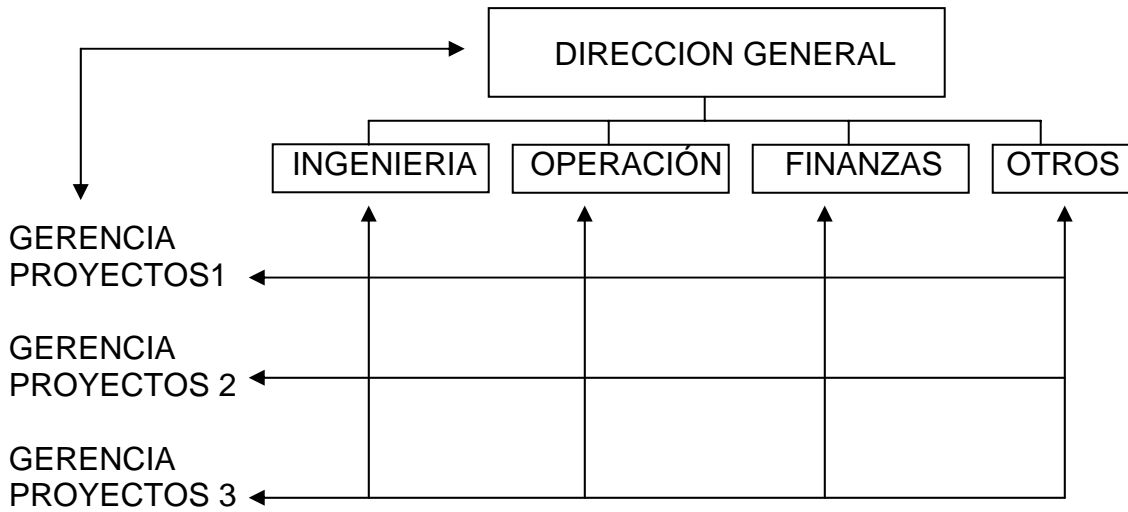 DIRECCION GENERAL
INGENIERIA
OPERACIÓN
FINANZAS
OTROS
GERENCIA
PROYECTOS1
GERENCIA
PROYECTOS 2
GERENCIA
PROYECTOS 3